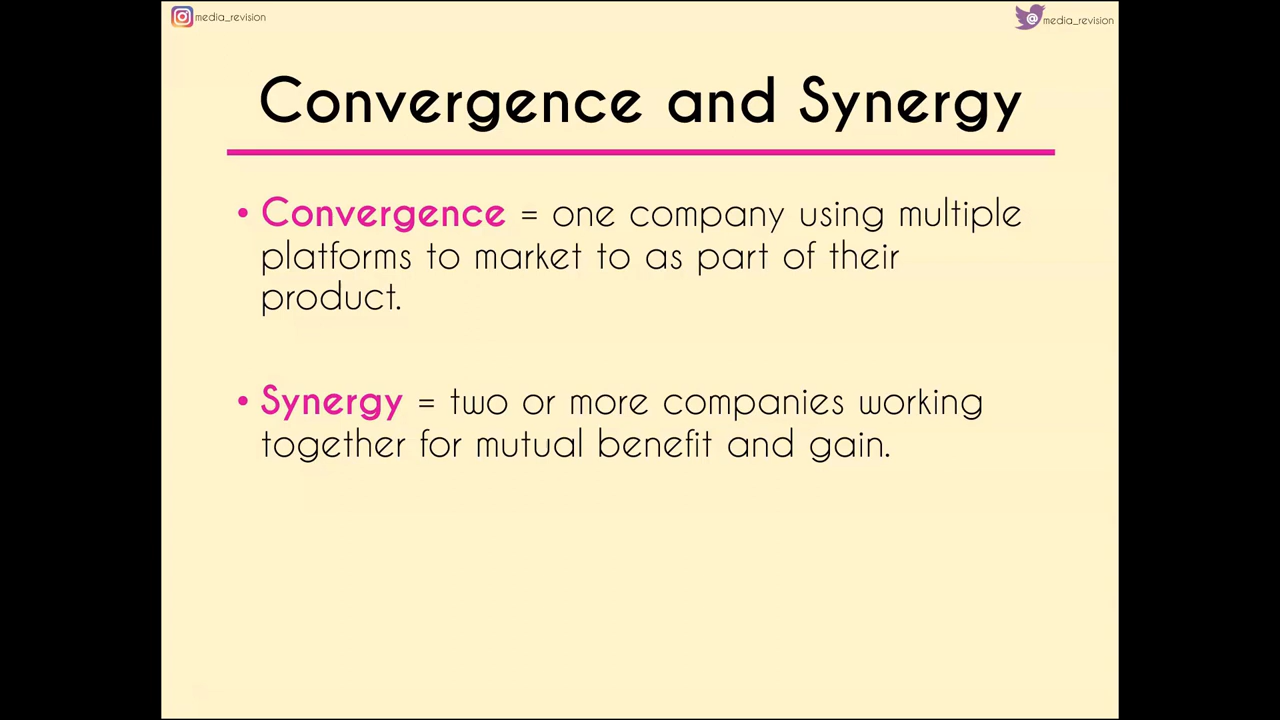 media_revision
@ media_revision
Convergence and Synergy
• Convergence = one company using multiple
platforms to market to as part of their
product.
• Synergy = two or more companies working
together for mutual benefit and gain.